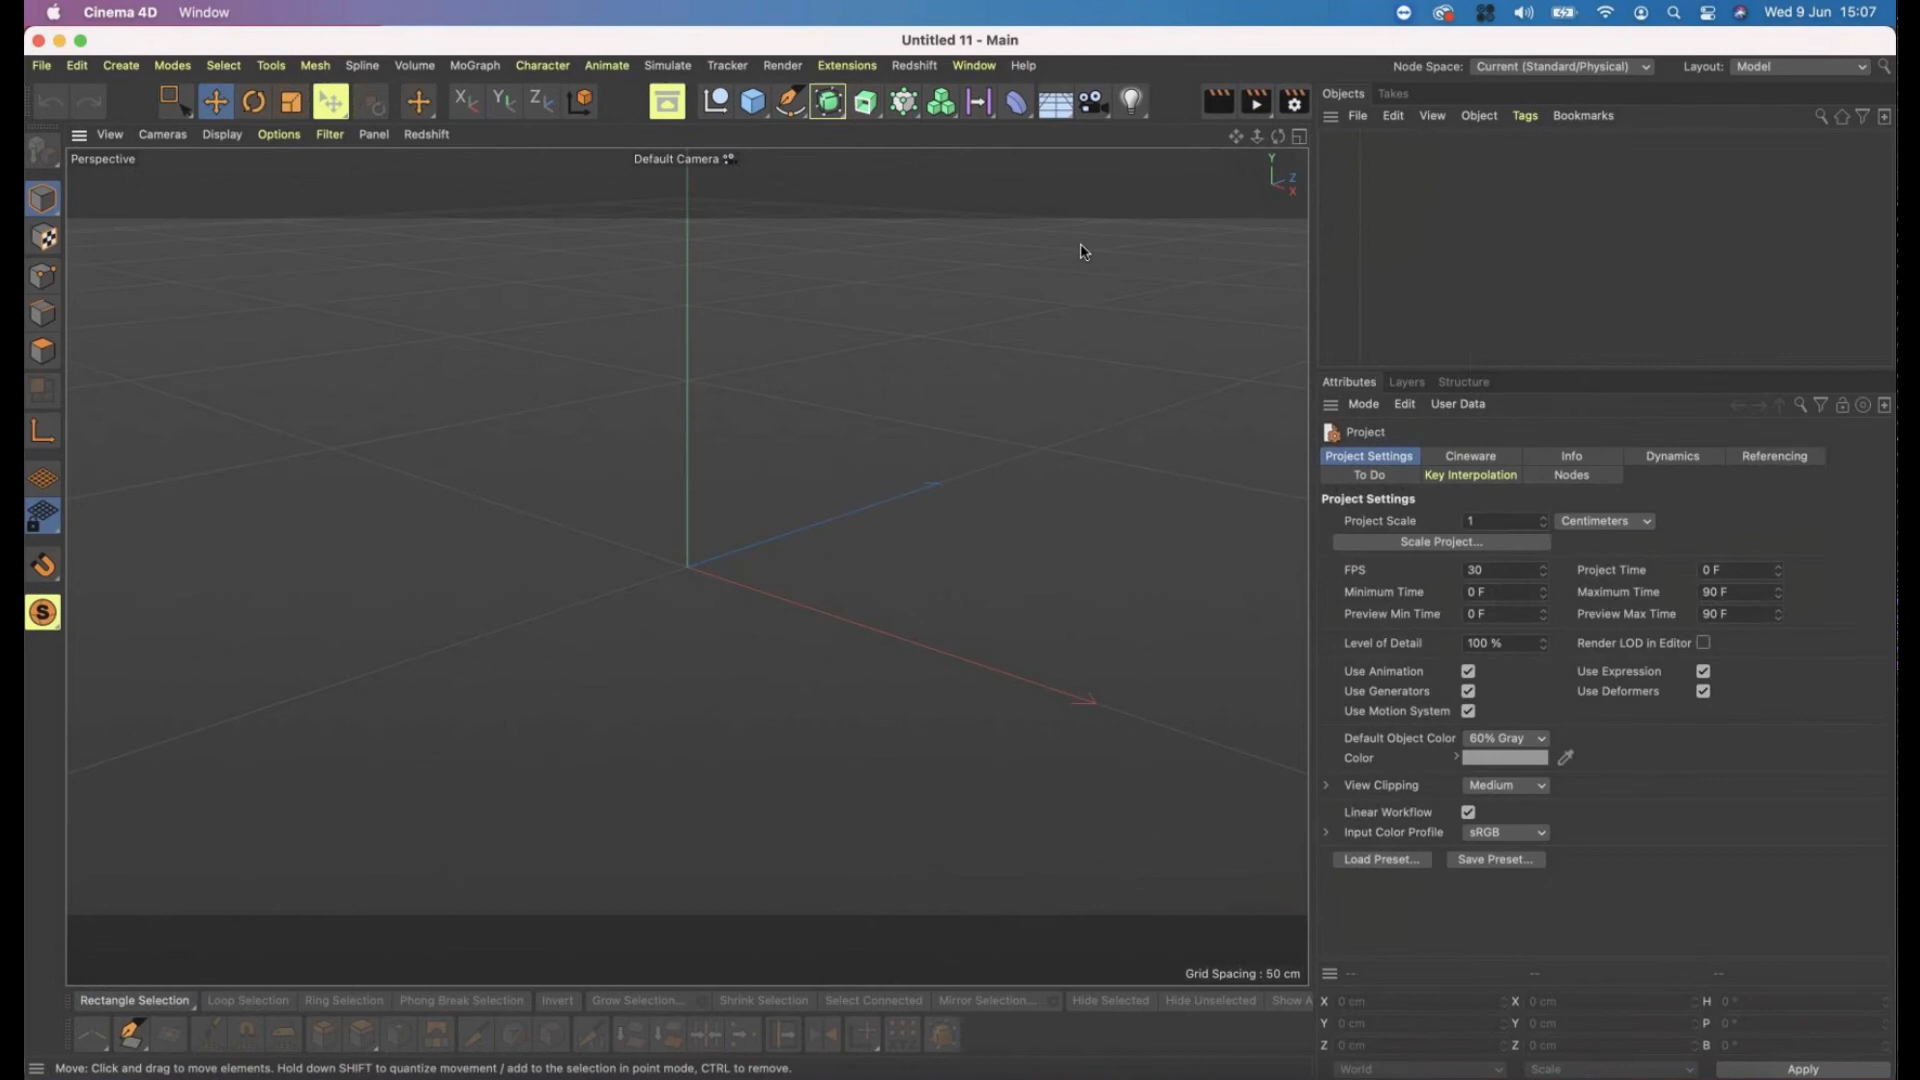 Cinema 4D Window Wed 9 Jun 15:07
Untitled 11 - Main
File Edit Create Modes Select Tools Mesh Spline Volume MoGraph Character Animate Simulate Tracker Render Extensions Redshift Window Help Node Space: Current (Standard/Physical) Layout: Model
X Y Z
Objects Takes
File Edit View Object Tags Bookmarks
View Cameras Display Options Filter Panel Redshift
Perspective Default Camera
Y
Z
X
Attributes Layers Structure
Mode Edit User Data
Project
Project Settings Cineware Info Dynamics Referencing
To Do Key Interpolation Nodes
Project Settings
Project Scale 1 Centimeters
Scale Project...
FPS 30 Project Time 0 F
Minimum Time 0 F Maximum Time 90 F
Preview Min Time 0 F Preview Max Time 90 F
Level of Detail 100 % Render LOD in Editor
Use Animation Use Expression
Use Generators Use Deformers
Use Motion System
Default Object Color 60% Gray
Color
View Clipping Medium
Linear Workflow
Input Color Profile sRGB
Load Preset... Save Preset...
S
Grid Spacing : 50 cm
-- -- --
Rectangle Selection Loop Selection Ring Selection Phong Break Selection Invert Grow Selection... Shrink Selection Select Connected Mirror Selection... Hide Selected Hide Unselected Show A
X 0 cm X 0 cm H 0 °
Y 0 cm Y 0 cm P 0 °
Z 0 cm Z 0 cm B 0 °
World Scale Apply
Move: Click and drag to move elements. Hold down SHIFT to quantize movement / add to the selection in point mode, CTRL to remove.